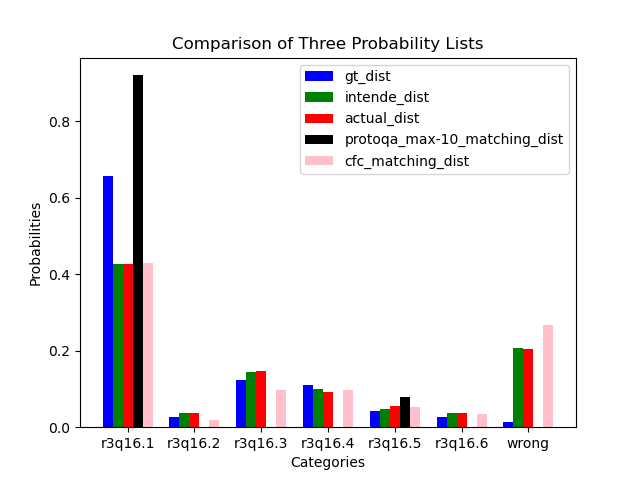 Comparison of Three Probability Lists
gt_dist
intende_dist
actual_dist
protoqa_max-10_matching_dist
cfc_matching_dist
Probabilities
0.8
0.6
0.4
0.2
0.0
r3q16.1 r3q16.2 r3q16.3 r3q16.4 r3q16.5 r3q16.6 wrong
Categories